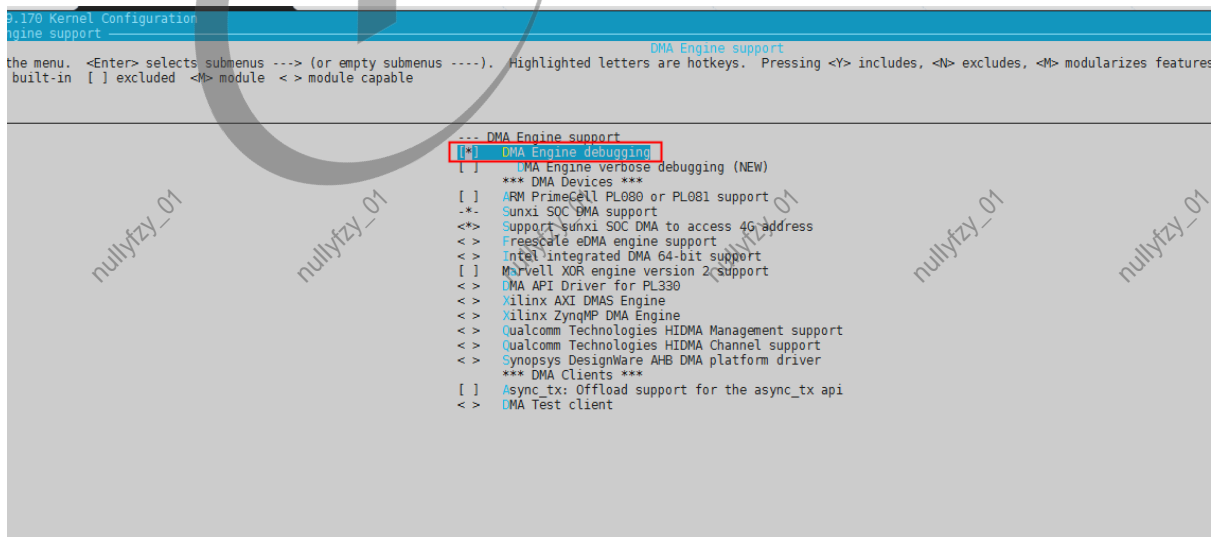 9.170 Kernel Configuration
ngine support
DMA Engine support
the menu.  <Enter> selects submenus ---> (or empty submenus ----).  Highlighted letters are hotkeys.  Pressing <Y> includes, <N> excludes, <M> modularizes features
built-in  [ ] excluded  <M> module  < > module capable
--- DMA Engine support
[*]   DMA Engine debugging
[ ]     DMA Engine verbose debugging (NEW)
*** DMA Devices ***
[ ]   ARM PrimeCell PL080 or PL081 support
-*-   Sunxi SOC DMA support
<*>   Support sunxi SOC DMA to access 4G address
< >   Freescale eDMA engine support
< >   Intel integrated DMA 64-bit support
[ ]   Marvell XOR engine version 2 support
< >   DMA API Driver for PL330
< >   Xilinx AXI DMAS Engine
< >   Xilinx ZynqMP DMA Engine
< >   Qualcomm Technologies HIDMA Management support
< >   Qualcomm Technologies HIDMA Channel support
< >   Synopsys DesignWare AHB DMA platform driver
*** DMA Clients ***
[ ]   Async_tx: Offload support for the async_tx api
< >   DMA Test client
nullyfzy_01
nullyfzy_01
nullyfzy_01
nullyfzy_01
nullyfzy_01
nullyfzy_01